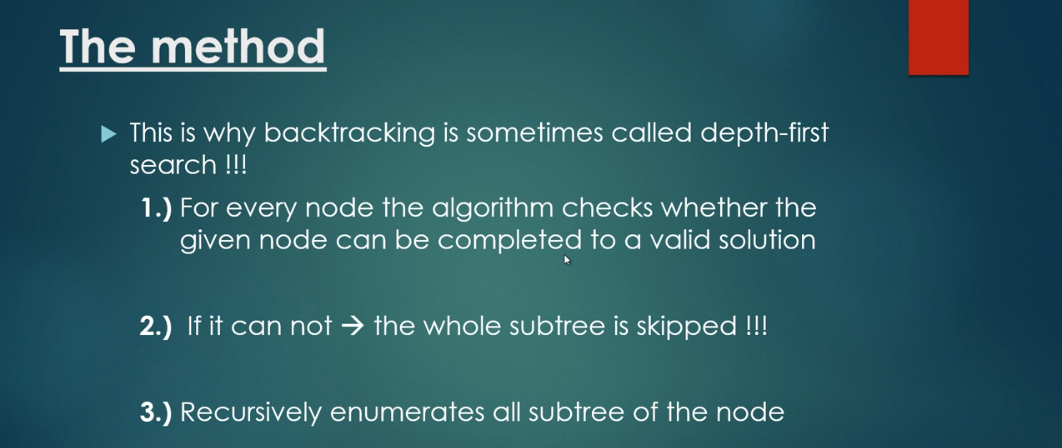 The method
This is why backtracking is sometimes called depth-first
search !!!
1.) For every node the algorithm checks whether the
given node can be completed to a valid solution
2.) If it can not → the whole subtree is skipped !!!
3.) Recursively enumerates all subtree of the node